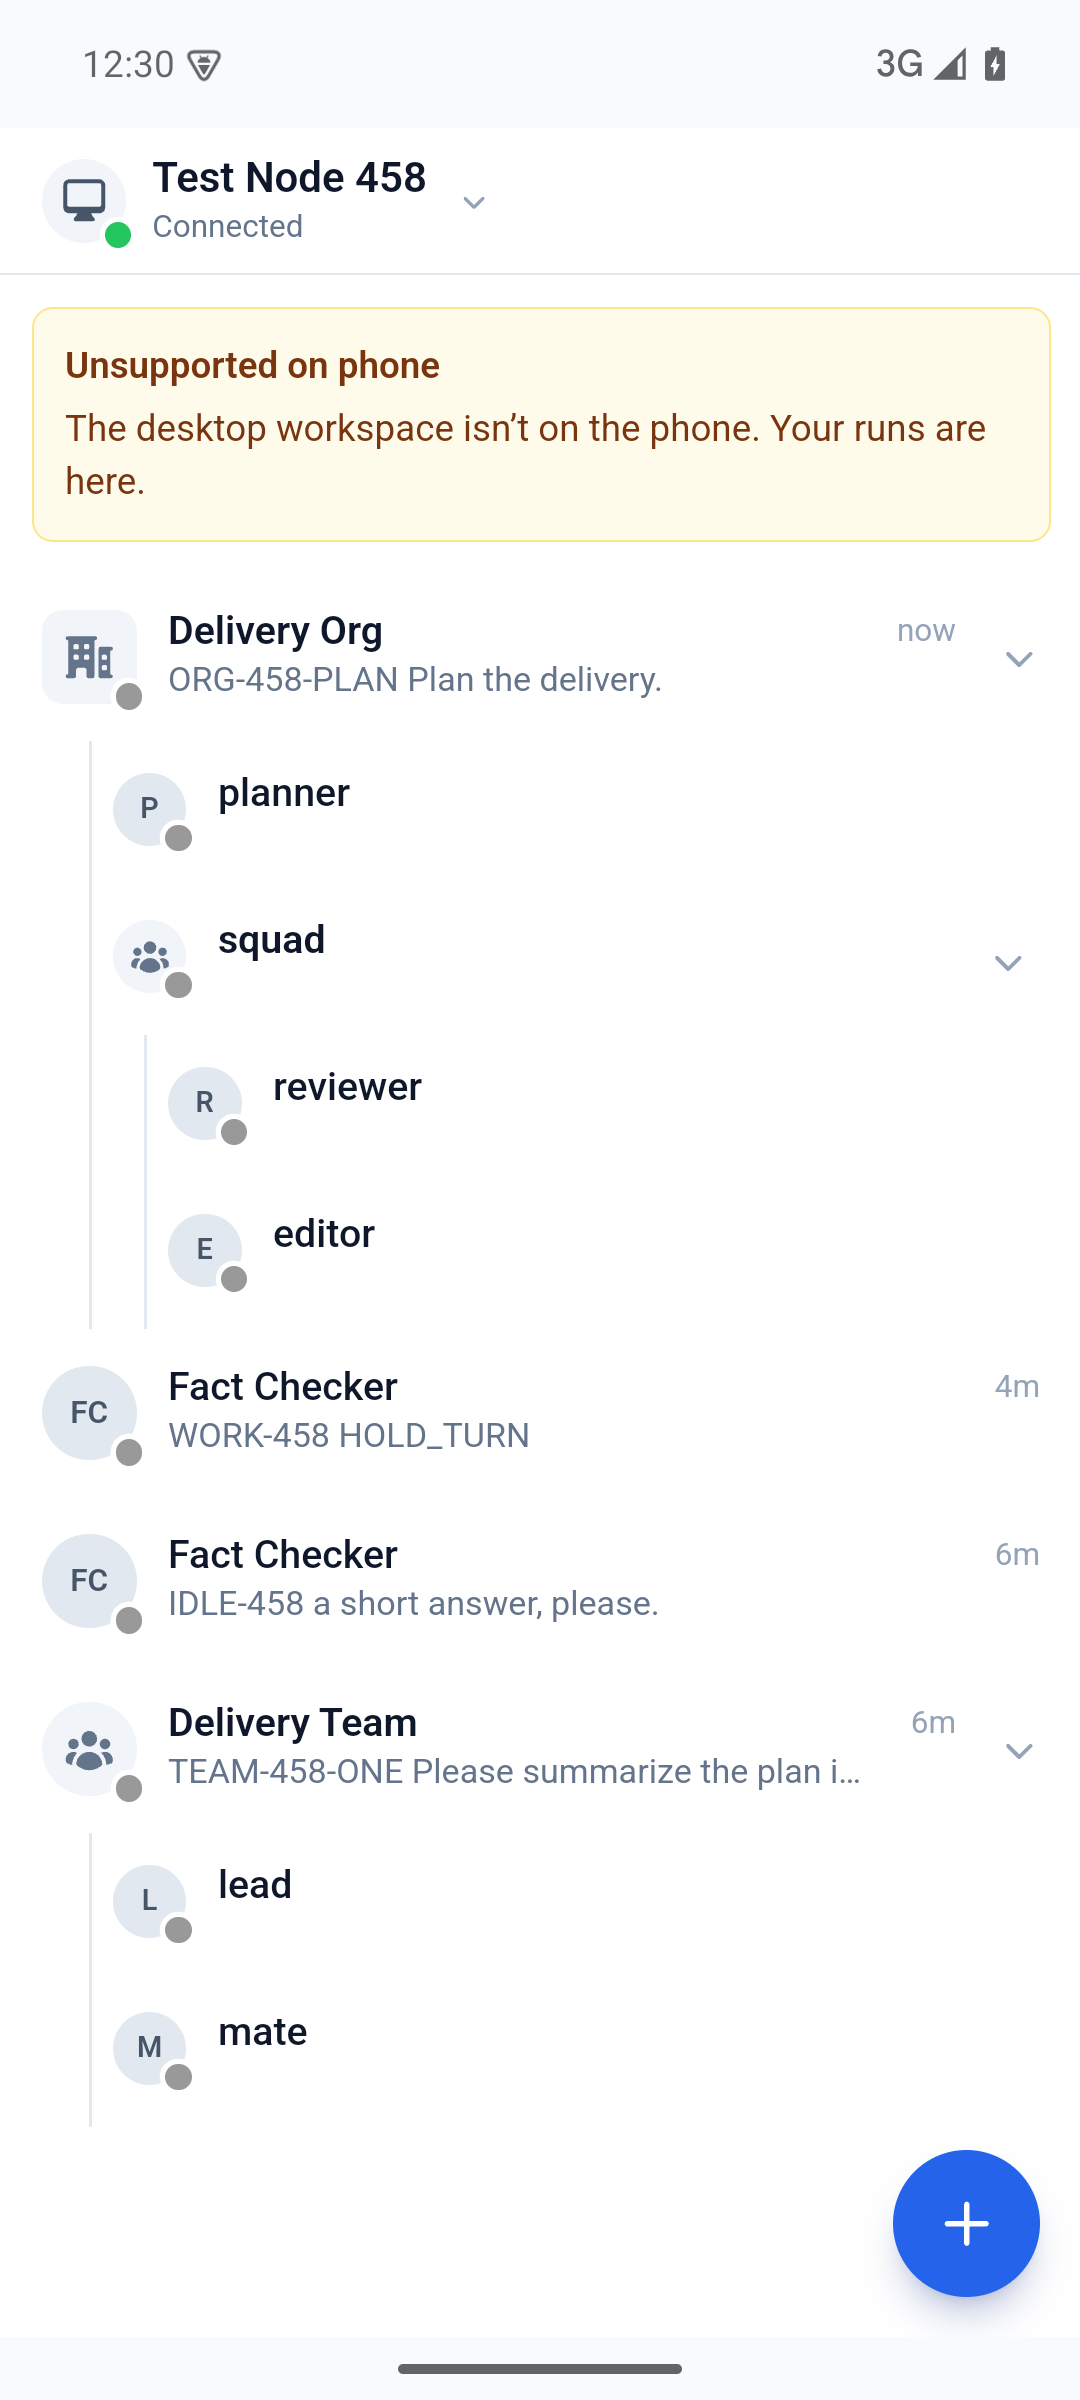 12:30
3G
Test Node 458
Connected
Unsupported on phone
The desktop workspace isn’t on the phone. Your runs are
here.
Delivery Org
now
ORG-458-PLAN Plan the delivery.
P
planner
squad
R
reviewer
E
editor
FC
Fact Checker
4m
WORK-458 HOLD_TURN
FC
Fact Checker
6m
IDLE-458 a short answer, please.
Delivery Team
6m
TEAM-458-ONE Please summarize the plan i…
L
lead
M
mate